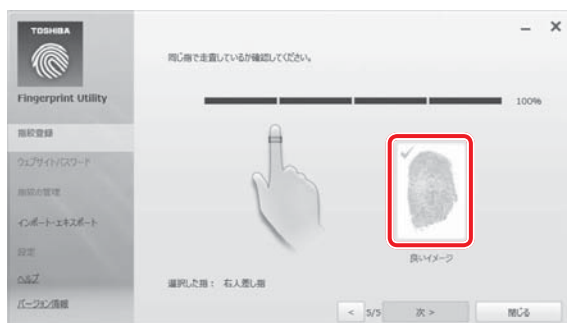 TOSHIBA
Fingerprint Utility
指紋登録
ウェブサイトパスワード
指紋の管理
インポート・エキスポート
設定
ヘルプ
バージョン情報
同じ指で走査しているか確認してください。
100%
良いイメージ
選択した指： 右人差し指
< 5/5 次 >
閉じる